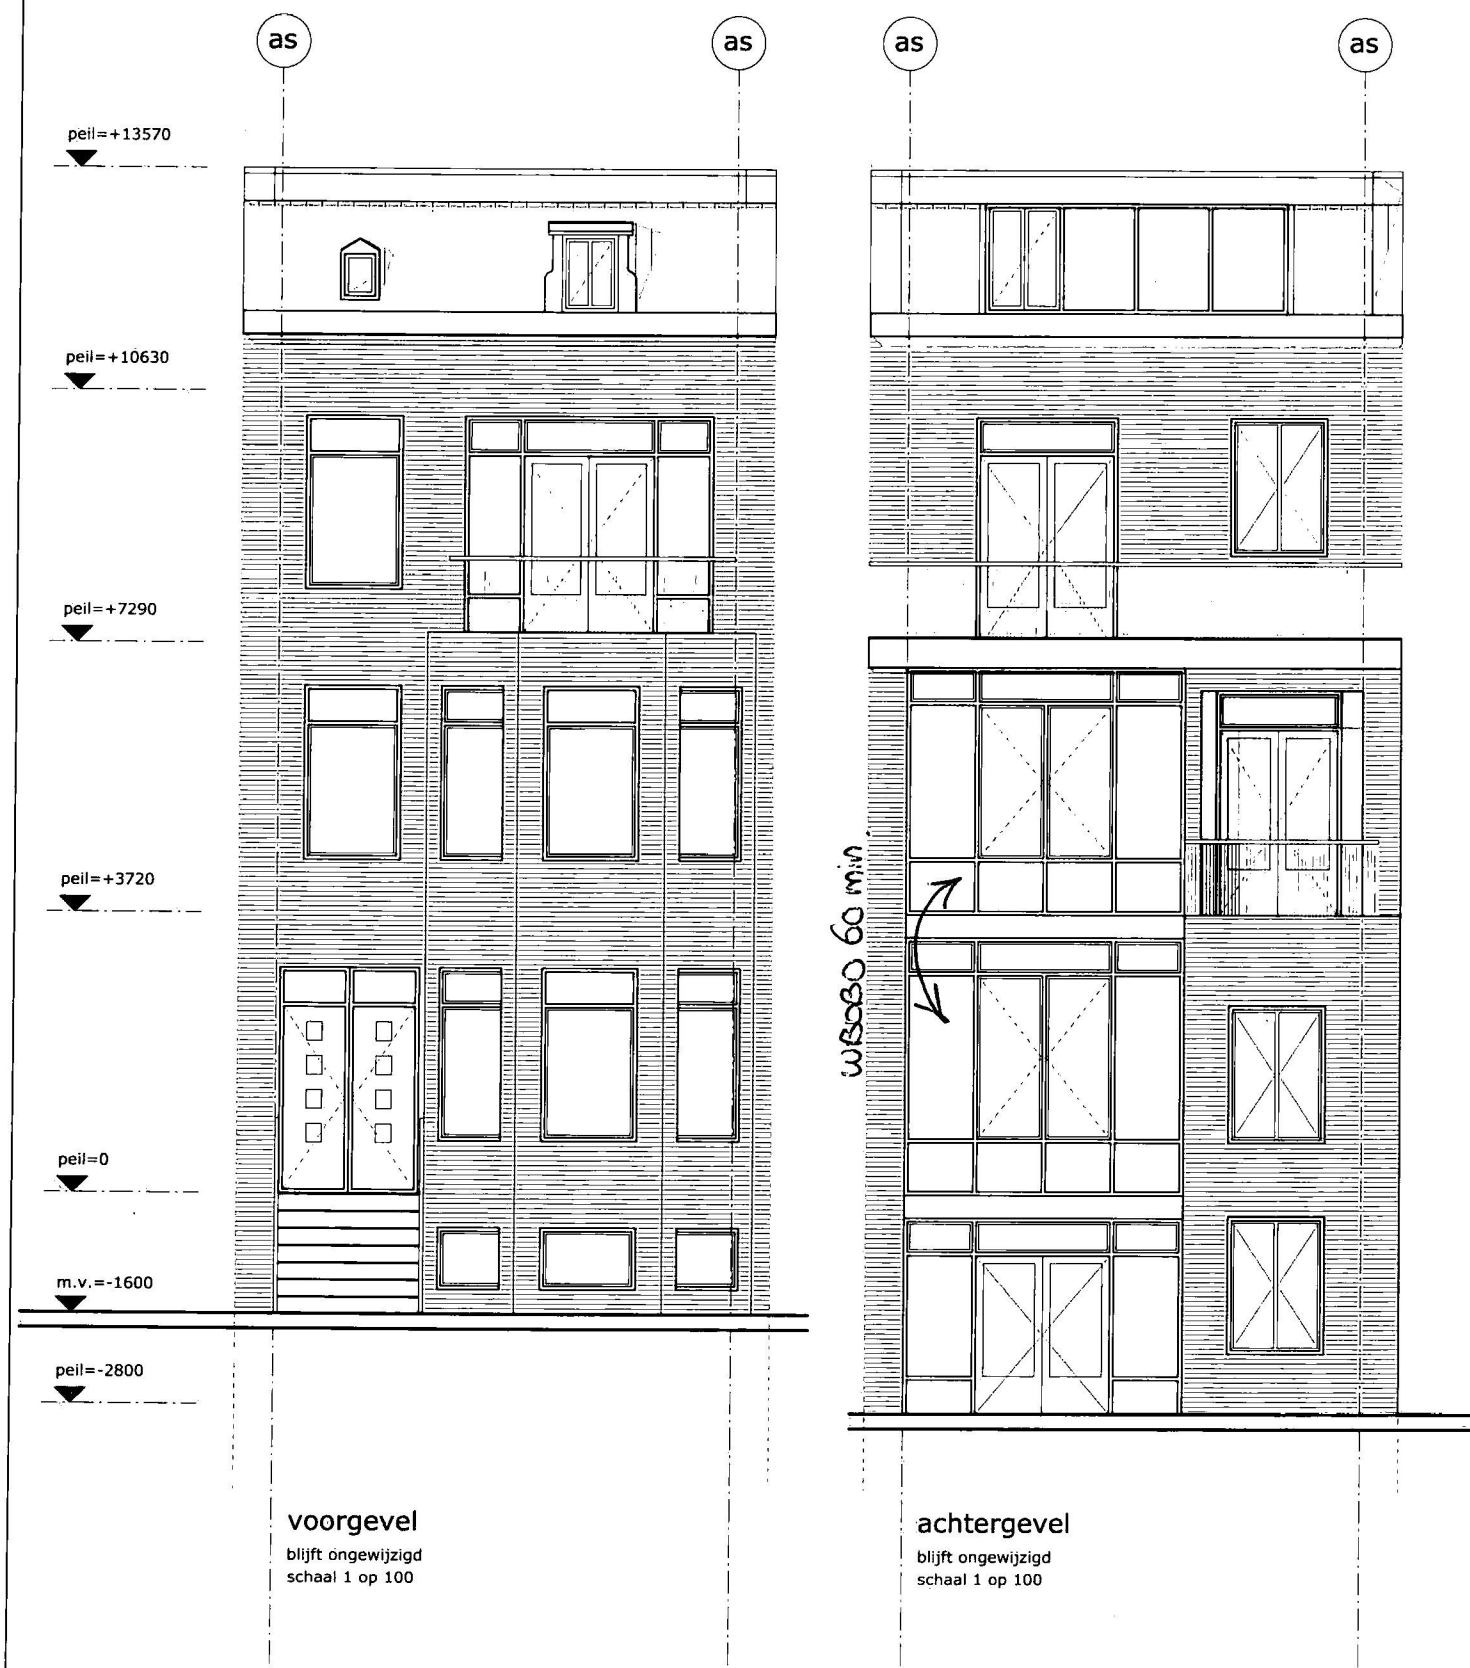 as
as
as
as
peil=+13570
peil=+10630
peil=+7290
peil=+3720
peil=0
m.v.=-1600
peil=-2800
WBDBO 60 min.
voorgevel
blijft ongewijzigd
schaal 1 op 100
achtergevel
blijft ongewijzigd
schaal 1 op 100